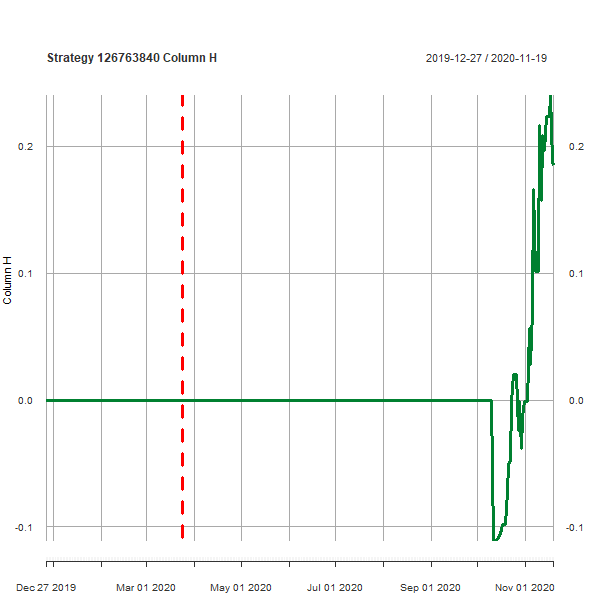 Strategy 126763840 Column H
2019-12-27 / 2020-11-19
Column H
0.2
0.2
0.1
0.1
0.0
0.0
-0.1
-0.1
Dec 27 2019
Mar 01 2020
May 01 2020
Jul 01 2020
Sep 01 2020
Nov 01 2020